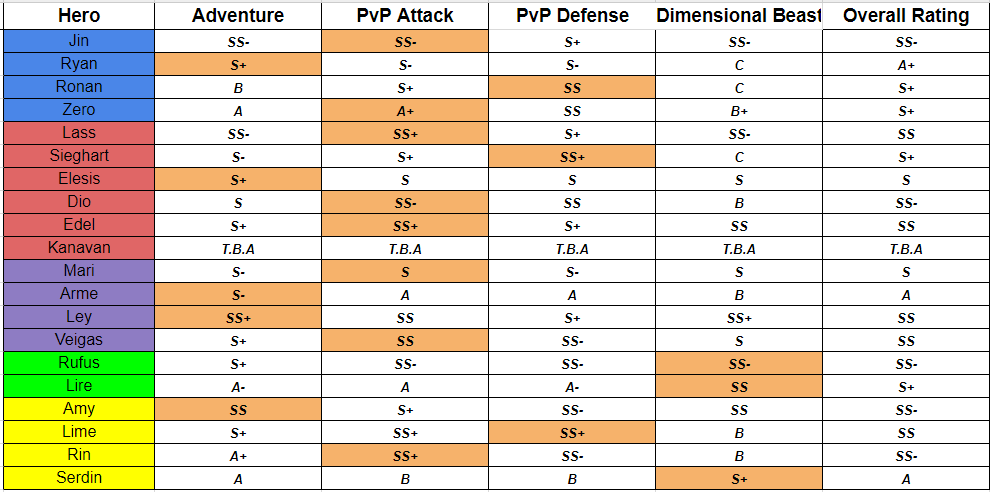 Hero Adventure PvP Attack PvP Defense Dimensional Beast Overall Rating
Jin SS- SS- S+ SS- SS-
Ryan S+ S- S- C A+
Ronan B S+ SS C S+
Zero A A+ SS B+ S+
Lass SS- SS+ S+ SS- SS
Sieghart S- S+ SS+ C S+
Elesis S+ S S S S
Dio S SS- SS- B SS-
Edel S+ SS+ S+ SS SS
Kanavan T.B.A T.B.A T.B.A T.B.A T.B.A
Mari S- S S- S S
Arme S- A A B A
Ley SS+ SS S+ SS+ SS
Veigas S+ SS SS- S SS
Rufus S+ SS- SS- SS- SS-
Lire A- A A- SS S+
Amy SS S+ SS- SS SS-
Lime S+ SS+ SS+ B SS
Rin A+ SS+ SS- B SS-
Serdin A B B S+ A